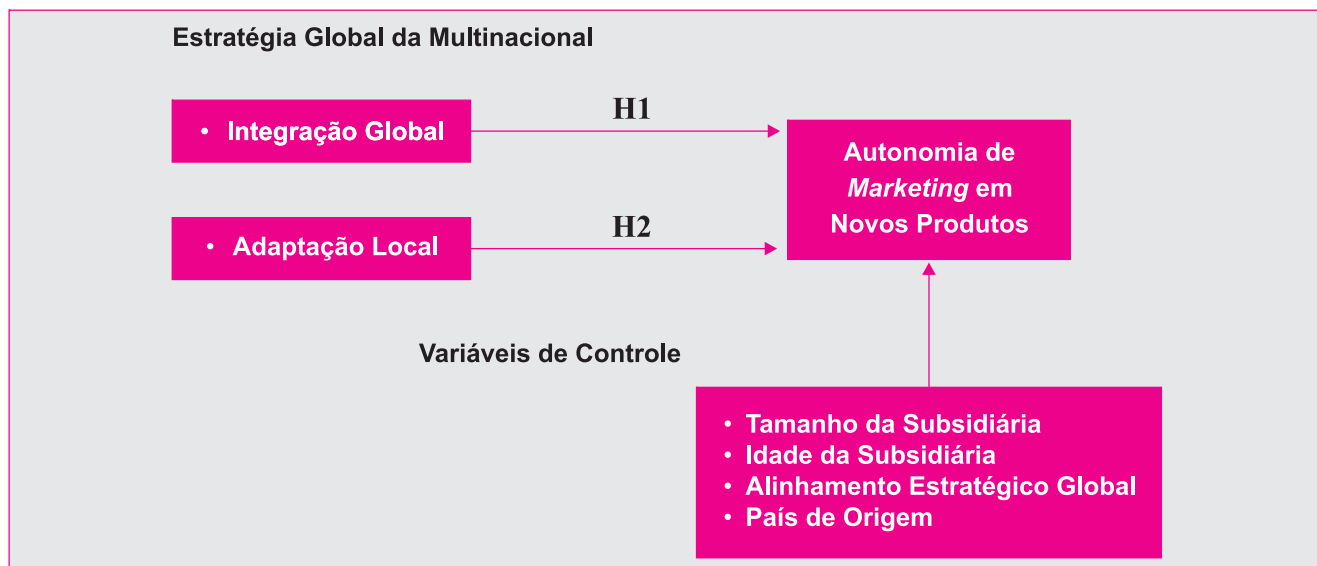 Estratégia Global da Multinacional
• Integração Global
H1
Autonomia de
Marketing em
Novos Produtos
• Adaptação Local
H2
Variáveis de Controle
• Tamanho da Subsidiária
• Idade da Subsidiária
• Alinhamento Estratégico Global
• País de Origem